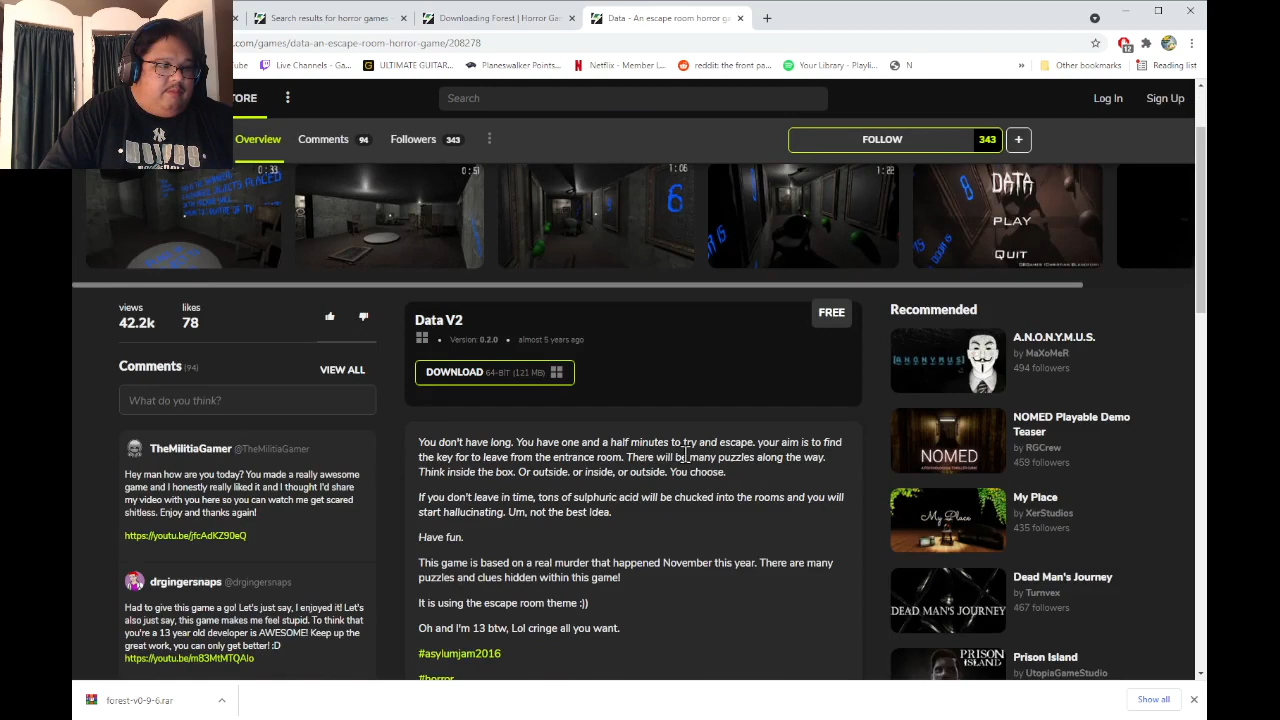 Search results for horror games
Downloading Forest | Horror Gar
Data - An escape room horror ga
.com/games/data-an-escape-room-horror-game/208278
12
ube
Live Channels - Ga...
ULTIMATE GUITAR...
Planeswalker Points...
Netflix - Member L...
reddit: the front pa...
Your Library - Playli...
N
»
Other bookmarks
Reading list
TORE
Search
Log In
Sign Up
Overview
Comments 94
Followers 343
FOLLOW 343 +
0:33
0:51
1:06
1:22
6
8
DATA
PLAY
QUIT
views
likes
42.2k
78
Comments (94)
VIEW ALL
What do you think?
TheMilitiaGamer @TheMilitiaGamer
Hey man how are you today? You made a really awesome
game and I honestly really liked it and I thought I'd share
my video with you here so you can watch me get scared
shitless. Enjoy and thanks again!
https://youtu.be/jfcAdKZ90eQ
drgingersnaps @drgingersnaps
Had to give this game a go! Let's just say, I enjoyed it! Let's
also just say, this game makes me feel stupid. To think that
you're a 13 year old developer is AWESOME! Keep up the
great work, you can only get better! :D
https://youtu.be/m83MtMTQAIo
Data V2
FREE
Version: 0.2.0 • almost 5 years ago
DOWNLOAD 64-BIT (121 MB)
You don't have long. You have one and a half minutes to try and escape. your aim is to find
the key for to leave from the entrance room. There will be many puzzles along the way.
Think inside the box. Or outside. or inside, or outside. You choose.
If you don't leave in time, tons of sulphuric acid will be chucked into the rooms and you will
start hallucinating. Um, not the best Idea.
Have fun.
This game is based on a real murder that happened November this year. There are many
puzzles and clues hidden within this game!
It is using the escape room theme :))
Oh and I'm 13 btw, Lol cringe all you want.
#asylumjam2016
#horror
Recommended
A.N.O.N.Y.M.U.S.
by MaXoMeR
494 followers
NOMED Playable Demo
Teaser
by RGCrew
459 followers
NOMED
My Place
by XerStudios
435 followers
My Place
Dead Man's Journey
by Turnvex
467 followers
DEAD MAN'S JOURNEY
Prison Island
by UtopiaGameStudio
PRISON
ISLAND
forest-v0-9-6.rar
Show all